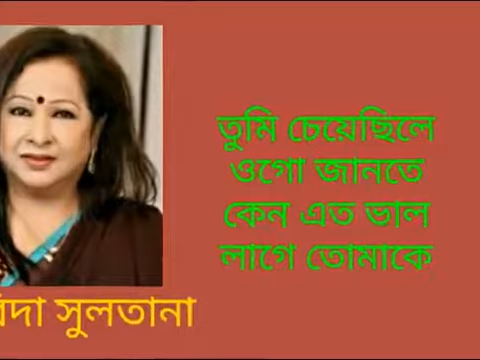 তুমি চেয়েছিলে
ওগো জানতে
কেন এত ভাল
লাগে তোমাকে
সুলতানা